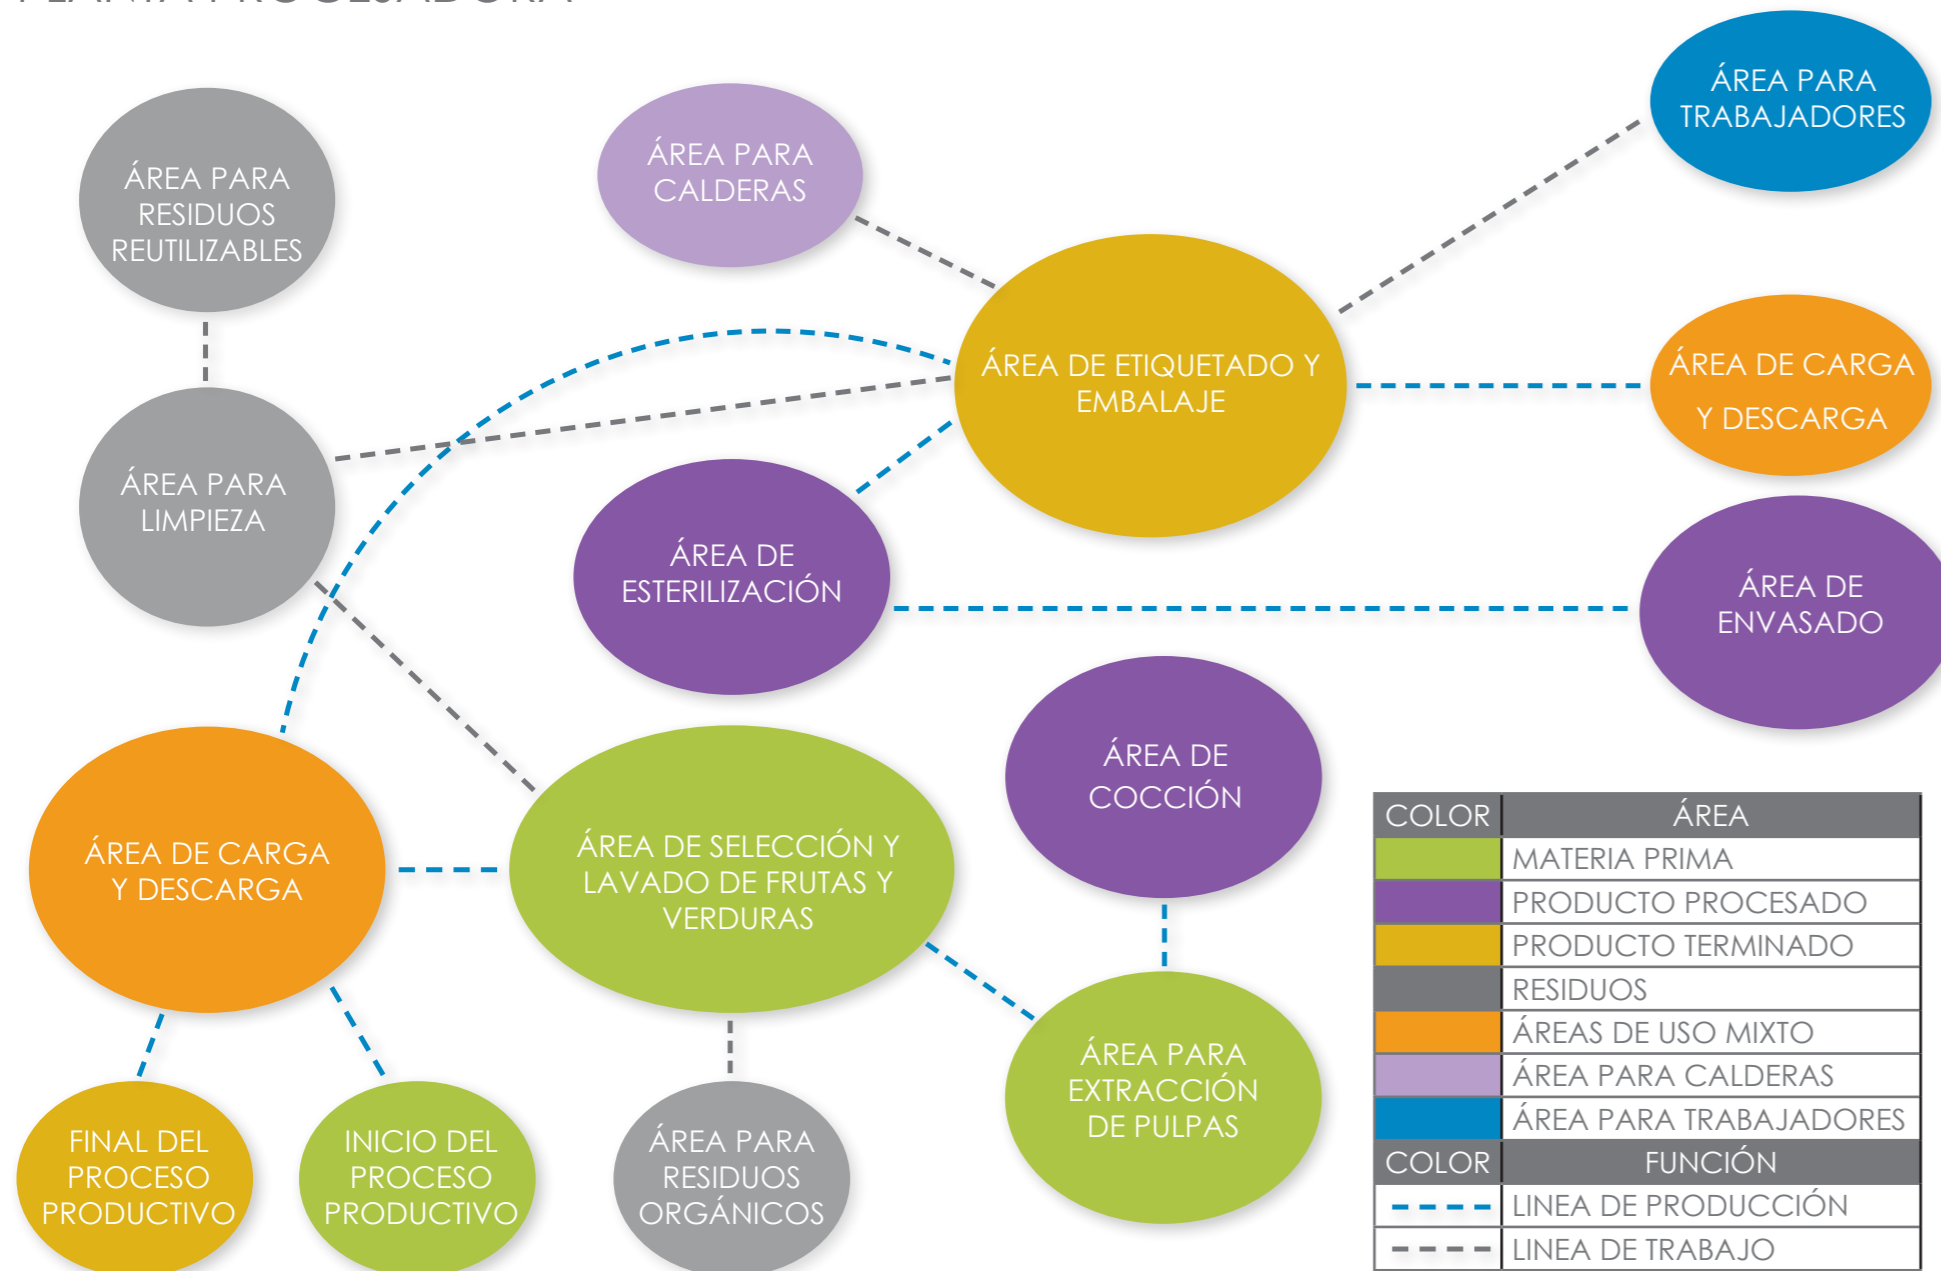 PLANTA PROCESADORA
ÁREA PARA
TRABAJADORES
ÁREA PARA
CALDERAS
ÁREA PARA
RESIDUOS
REUTILIZABLES
ÁREA DE ETIQUETADO Y
EMBALAJE
ÁREA DE CARGA
Y DESCARGA
ÁREA PARA
LIMPIEZA
ÁREA DE
ESTERILIZACIÓN
ÁREA DE
ENVASADO
ÁREA DE
COCCIÓN
ÁREA DE CARGA
Y DESCARGA
ÁREA DE SELECCIÓN Y
LAVADO DE FRUTAS Y
VERDURAS
ÁREA PARA
EXTRACCIÓN
DE PULPAS
FINAL DEL
PROCESO
PRODUCTIVO
INICIO DEL
PROCESO
PRODUCTIVO
ÁREA PARA
RESIDUOS
ORGÁNICOS
COLOR ÁREA
MATERIA PRIMA
PRODUCTO PROCESADO
PRODUCTO TERMINADO
RESIDUOS
ÁREAS DE USO MIXTO
ÁREA PARA CALDERAS
ÁREA PARA TRABAJADORES
COLOR FUNCIÓN
LINEA DE PRODUCCIÓN
LINEA DE TRABAJO